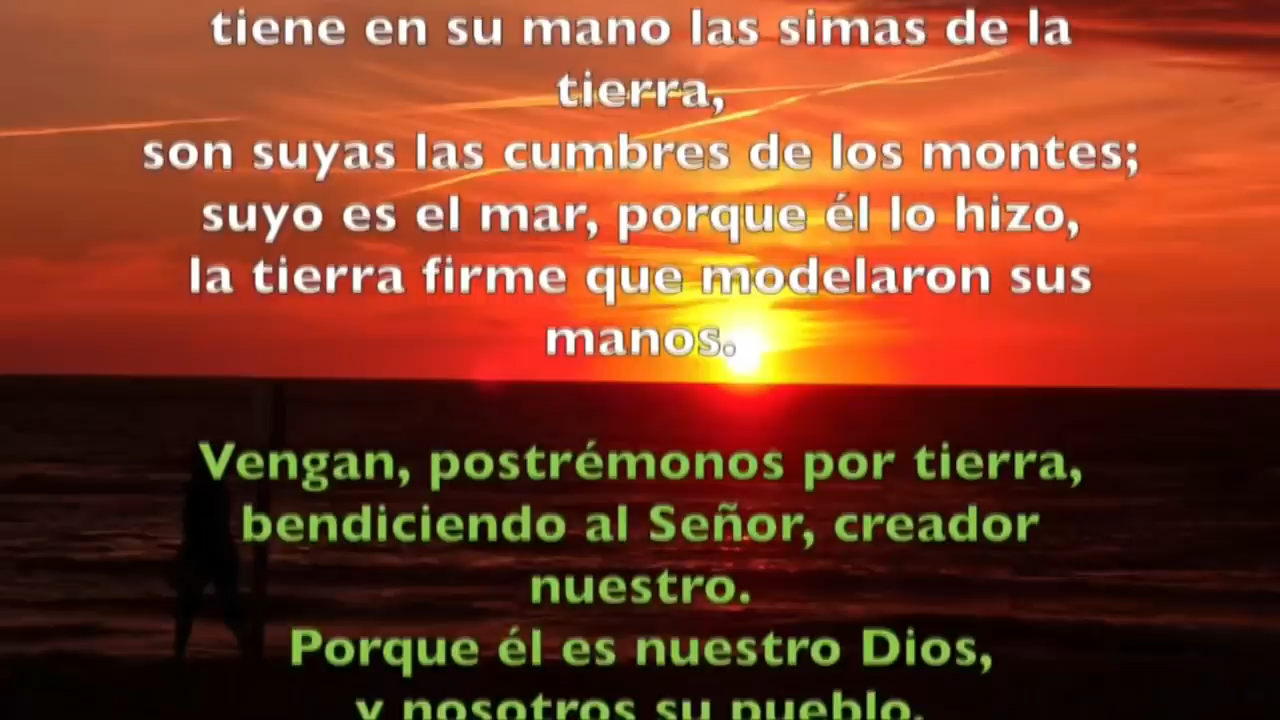 tiene en su mano las simas de la
tierra,
son suyas las cumbres de los montes;
suyo es el mar, porque él lo hizo,
la tierra firme que modelaron sus
manos.
Vengan, postrémonos por tierra,
bendiciendo al Señor, creador
nuestro.
Porque él es nuestro Dios,
y nosotros su pueblo,